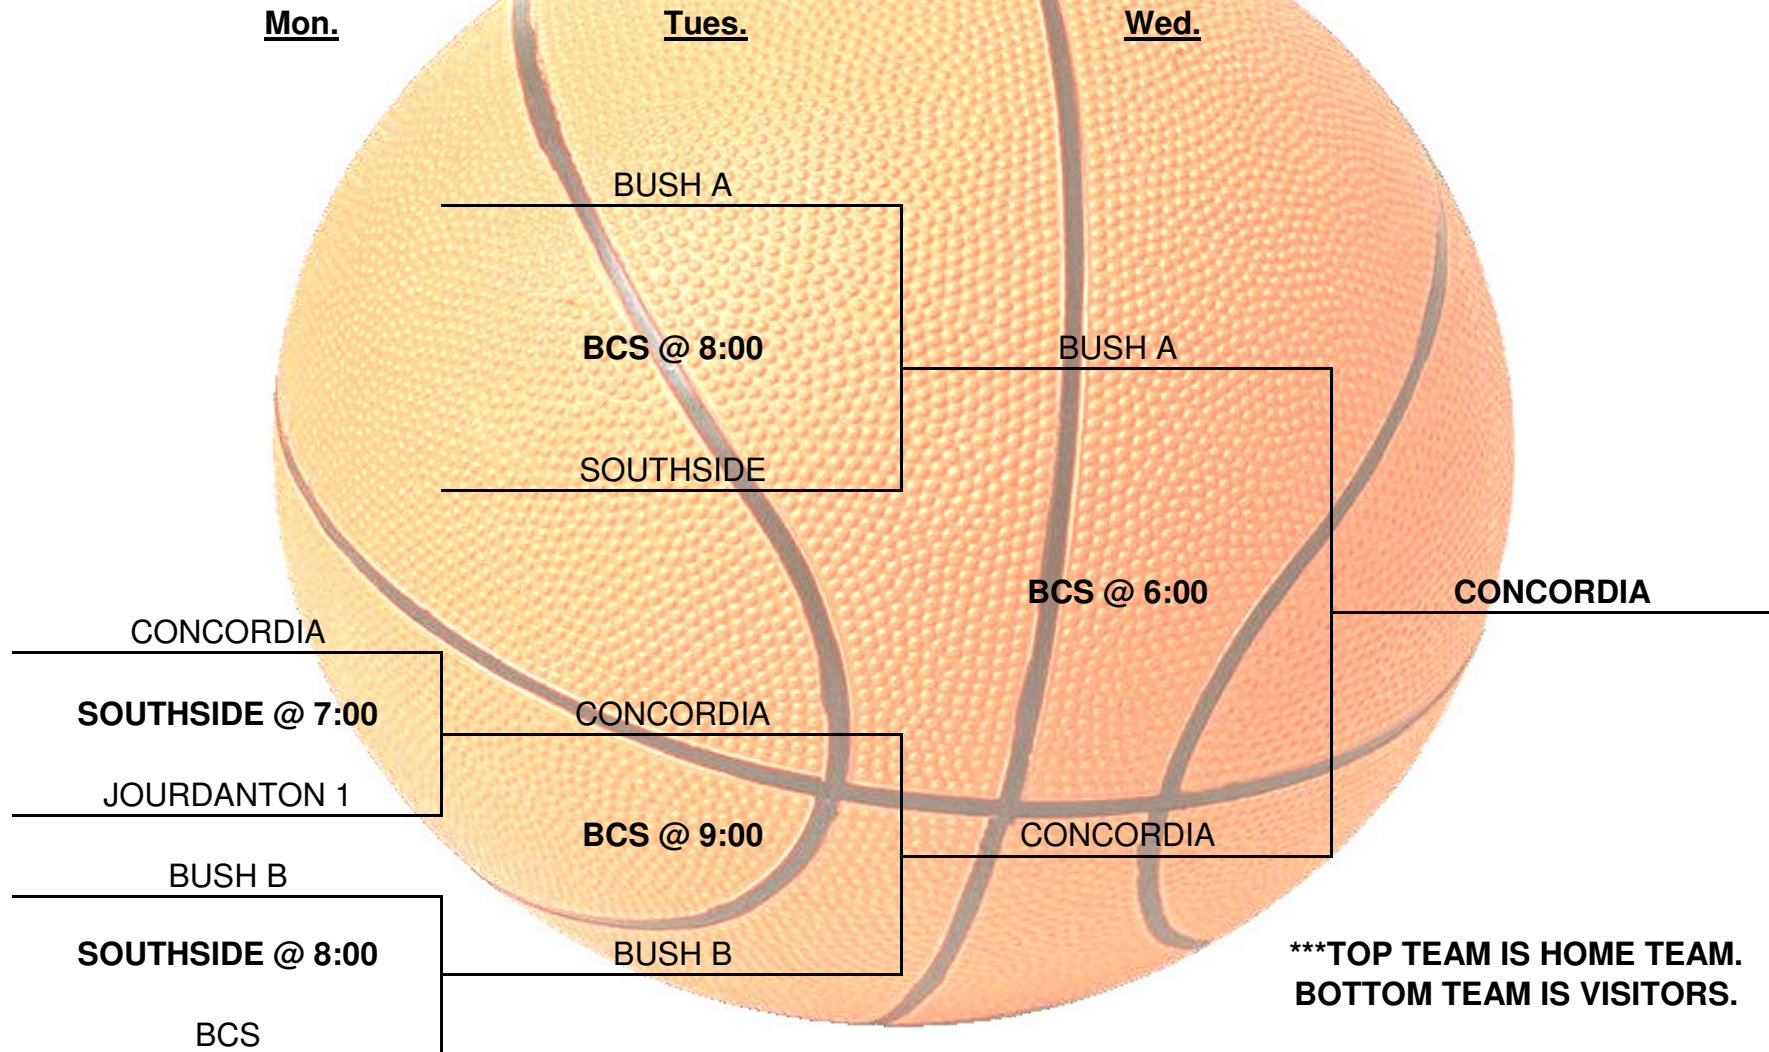 Mon.
Tues.
Wed.
BUSH A
BCS @ 8:00
BUSH A
SOUTHSIDE
BCS @ 6:00
CONCORDIA
CONCORDIA
SOUTHSIDE @ 7:00
CONCORDIA
JOURDANTON 1
BCS @ 9:00
CONCORDIA
BUSH B
SOUTHSIDE @ 8:00
BUSH B
***TOP TEAM IS HOME TEAM.
BOTTOM TEAM IS VISITORS.
BCS